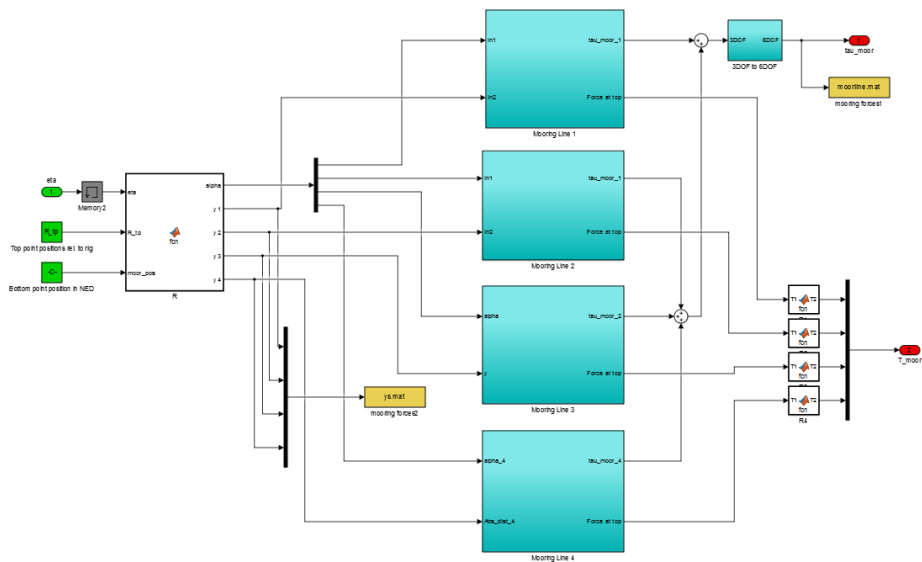 In1
In2
tau_moor_1
Force at top
Mooring Line 1
3DOF
6DOF
3DOF to 6DOF
1
tau_moor
moorline.mat
mooring forces1
eta
1
Memory2
R_tp
Top point positions rel. to rig
-C-
Bottom point position in NED
eta
R_tp
moor_pos
fcn
alpha
y 1
y 2
y 3
y 4
R
In1
In2
tau_moor_1
Force at top
Mooring Line 2
alpha
y
tau_moor_2
Force at top
Mooring Line 3
ys.mat
mooring forces2
alpha_4
Abs_dist_4
tau_moor_4
Force at top
Mooring Line 4
T1
fcn
T2
T1
fcn
T2
T1
fcn
T2
T1
fcn
T2
R4
T_moor